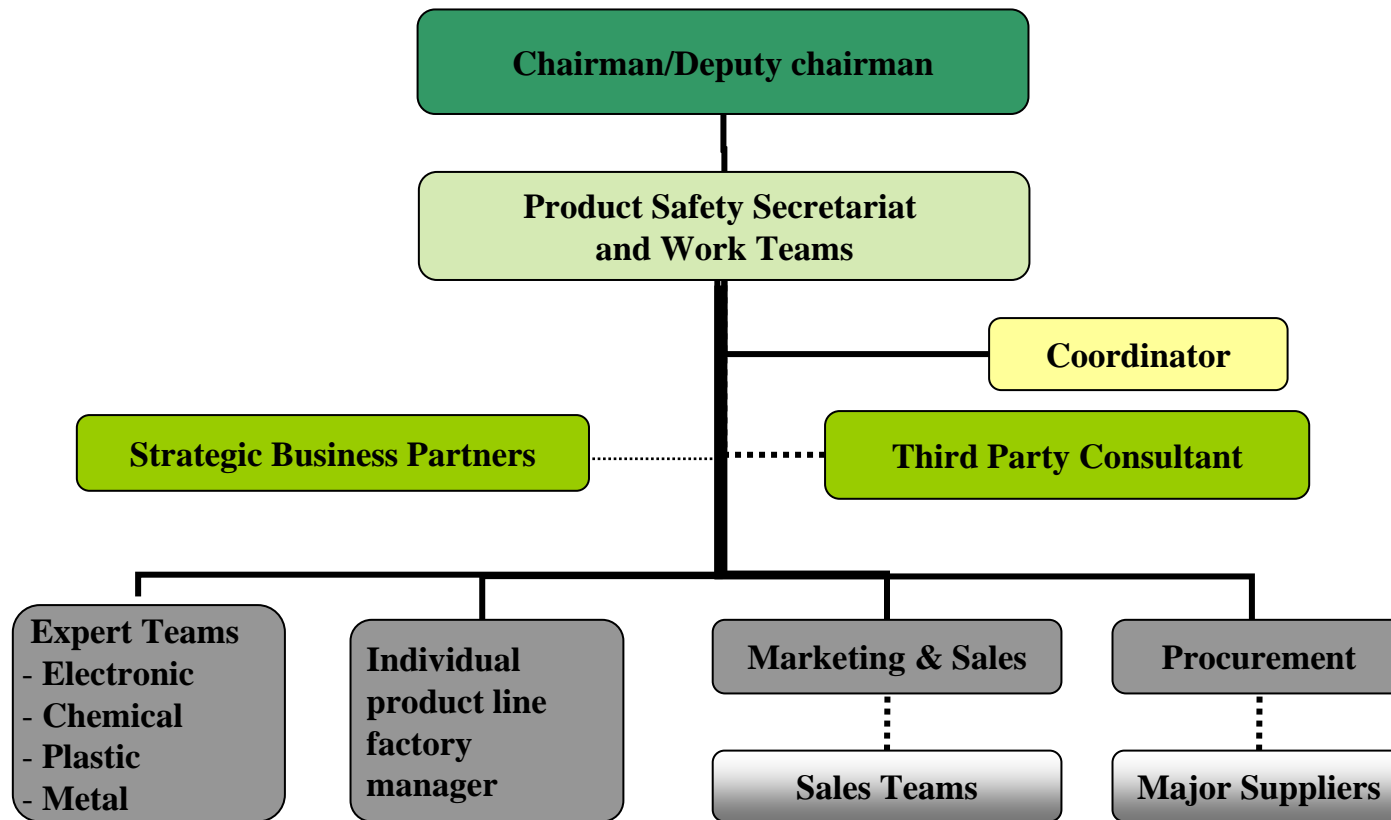 Chairman/Deputy chairman
Product Safety Secretariat
and Work Teams
Coordinator
Strategic Business Partners
Third Party Consultant
Expert Teams
- Electronic
- Chemical
- Plastic
- Metal
Individual
product line
factory
manager
Marketing & Sales
Procurement
Sales Teams
Major Suppliers